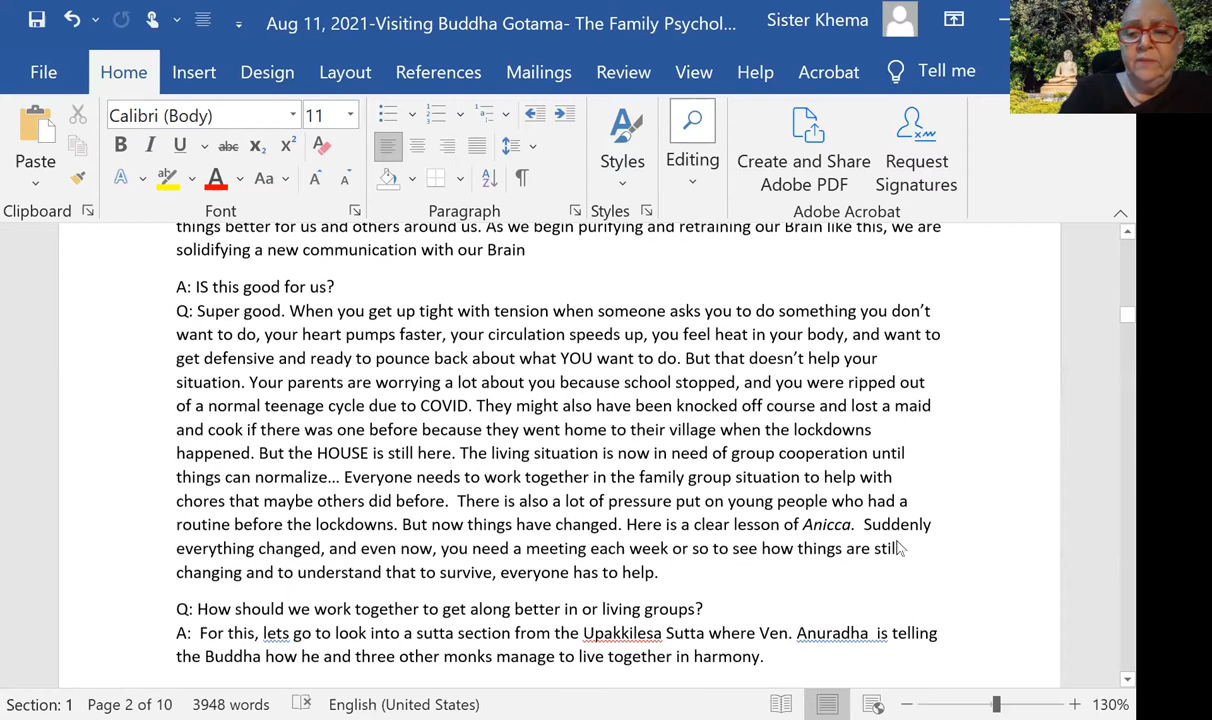 Aug 11, 2021-Visiting Buddha Gotama- The Family Psychol...
Sister Khema
File
Home
Insert
Design
Layout
References
Mailings
Review
View
Help
Acrobat
Tell me
Paste
Calibri (Body)
11
Styles
Editing
Create and Share
Adobe PDF
Request
Signatures
Clipboard
Font
Paragraph
Styles
Adobe Acrobat
things better for us and others around us. As we begin purifying and retraining our Brain like this, we are
solidifying a new communication with our Brain
A: IS this good for us?
Q: Super good. When you get up tight with tension when someone asks you to do something you don’t
want to do, your heart pumps faster, your circulation speeds up, you feel heat in your body, and want to
get defensive and ready to pounce back about what YOU want to do. But that doesn’t help your
situation. Your parents are worrying a lot about you because school stopped, and you were ripped out
of a normal teenage cycle due to COVID. They might also have been knocked off course and lost a maid
and cook if there was one before because they went home to their village when the lockdowns
happened. But the HOUSE is still here. The living situation is now in need of group cooperation until
things can normalize... Everyone needs to work together in the family group situation to help with
chores that maybe others did before.  There is also a lot of pressure put on young people who had a
routine before the lockdowns. But now things have changed. Here is a clear lesson of Anicca.  Suddenly
everything changed, and even now, you need a meeting each week or so to see how things are still
changing and to understand that to survive, everyone has to help.
Q: How should we work together to get along better in or living groups?
A:  For this, lets go to look into a sutta section from the Upakkilesa Sutta where Ven. Anuradha  is telling
the Buddha how he and three other monks manage to live together in harmony.
Section: 1
Page 2 of 10
3948 words
English (United States)
130%